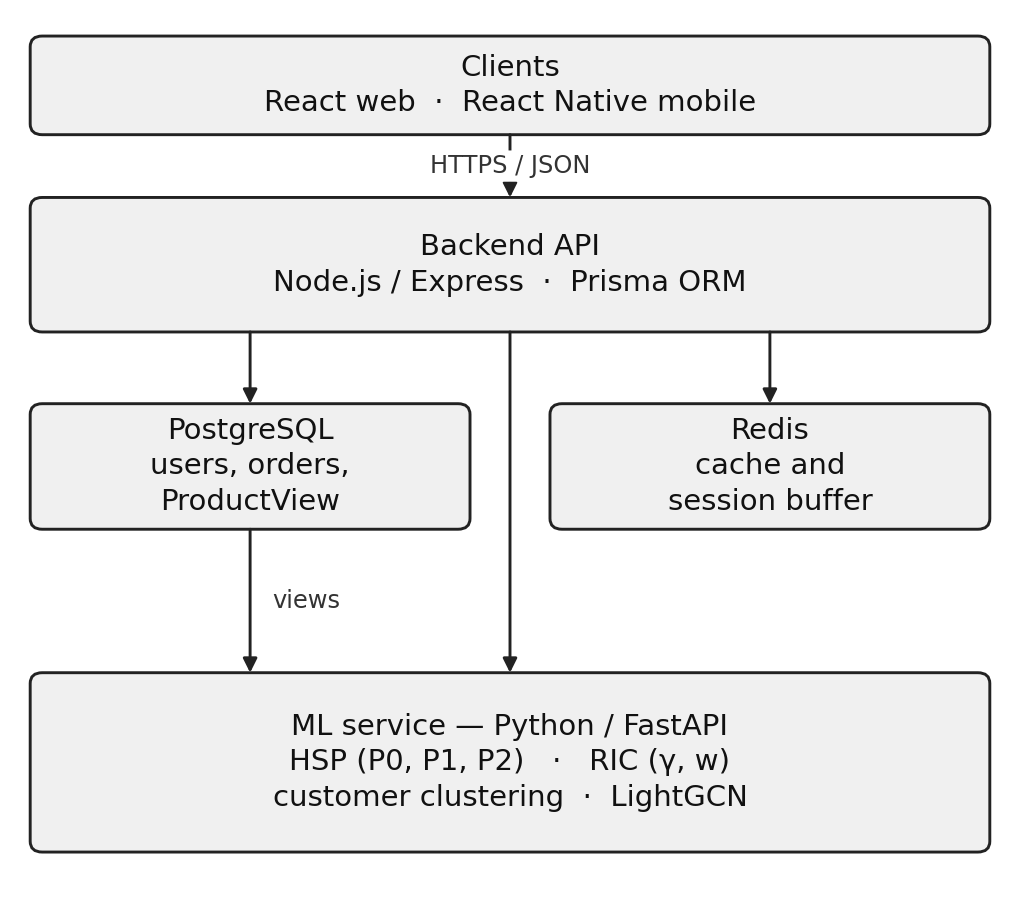 Clients
React web · React Native mobile
HTTPS / JSON
Backend API
Node.js / Express · Prisma ORM
PostgreSQL
users, orders,
ProductView
Redis
cache and
session buffer
views
ML service — Python / FastAPI
HSP (P0, P1, P2) · RIC (γ, w)
customer clustering · LightGCN